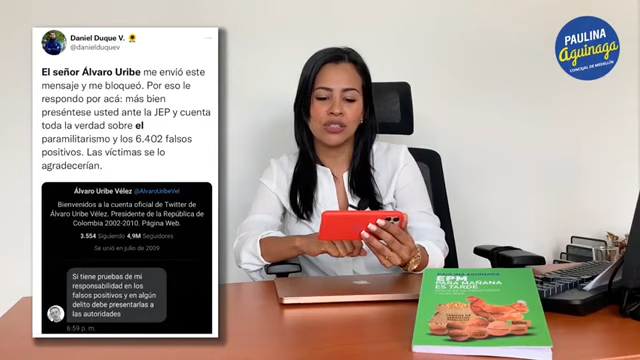 Daniel Duque V. 🌻
@danielduquev
El señor Álvaro Uribe me envió este
mensaje y me bloqueó. Por eso le
respondo por acá: más bien
preséntese usted ante la JEP y cuenta
toda la verdad sobre el
paramilitarismo y los 6.402 falsos
positivos. Las víctimas se lo
agradecerían.
Álvaro Uribe Vélez @AlvaroUribeVel
Bienvenidos a la cuenta oficial de Twitter de
Álvaro Uribe Vélez. Presidente de la República de
Colombia 2002-2010. Página Web.
3.554 Siguiendo 4,9M Seguidores
Se unió en julio de 2009
Si tiene pruebas de mi
responsabilidad en los
falsos positivos y en algún
delito debe presentarlas a
las autoridades
6:59 p. m.
PAULINA
Aguinaga
CONCEJAL DE MEDELLÍN
PAULINA AGUINAGA
EPM
PARA MAÑANA
ES TARDE
PAULINA
Aguinaga